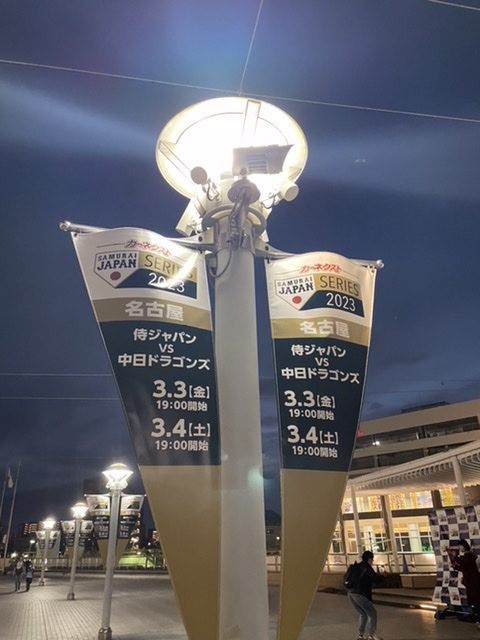 カーネクスト
SAMURAI
JAPAN
SERIES
2023
名古屋
侍ジャパン
VS
中日ドラゴンズ
3.3[金]
19:00開始
3.4[土]
19:00開始
カーネクスト
SAMURAI
JAPAN
SERIES
2023
名古屋
侍ジャパン
VS
中日ドラゴンズ
3.3[金]
19:00開始
3.4[土]
19:00開始